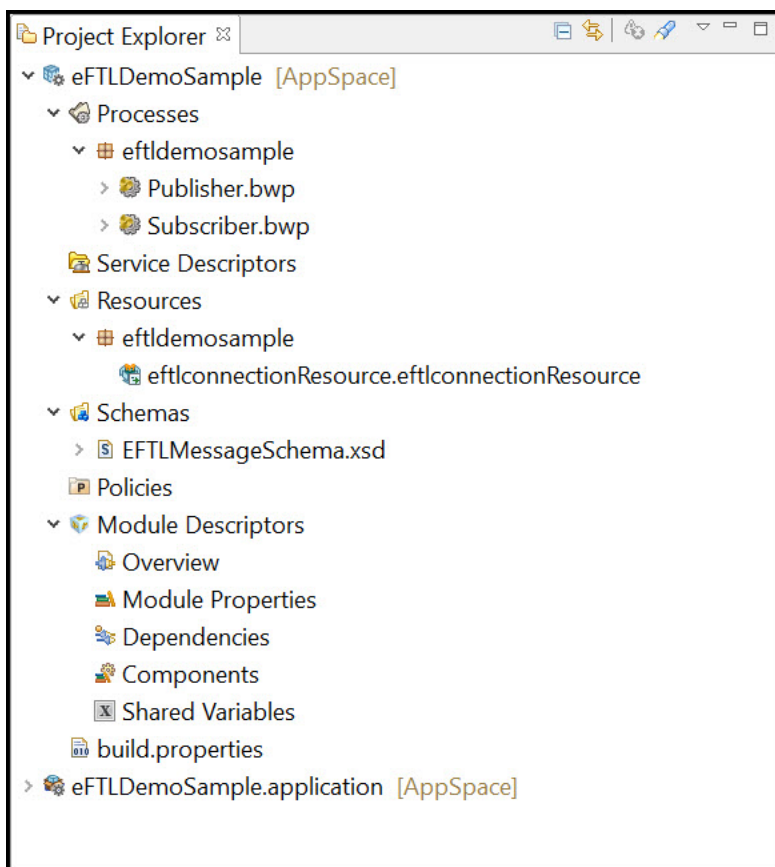 Project Explorer
eFTLDemoSample [AppSpace]
Processes
eftldemosample
Publisher.bwp
Subscriber.bwp
Service Descriptors
Resources
eftldemosample
eftlconnectionResource.eftlconnectionResource
Schemas
EFTLMessageSchema.xsd
Policies
Module Descriptors
Overview
Module Properties
Dependencies
Components
Shared Variables
build.properties
eFTLDemoSample.application [AppSpace]